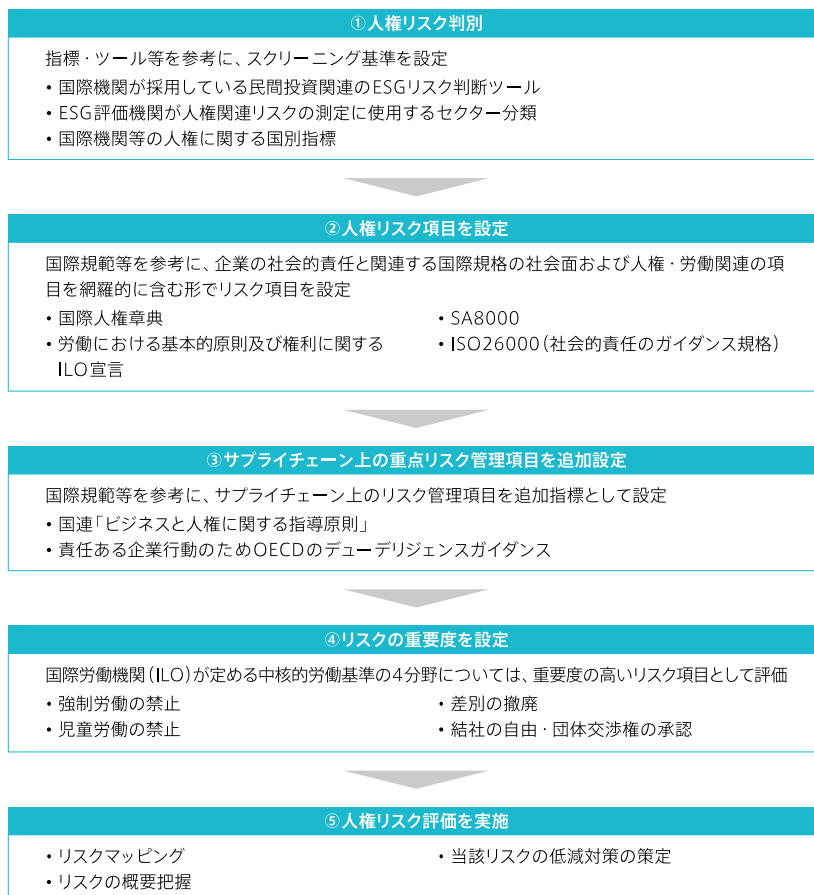 ①人権リスク判別
指標・ツール等を参考に、スクリーニング基準を設定
・国際機関が採用している民間投資関連のESGリスク判断ツール
・ESG評価機関が人権関連リスクの測定に使用するセクター分類
・国際機関等の人権に関する国別指標
②人権リスク項目を設定
国際規範等を参考に、企業の社会的責任と関連する国際規格の社会面および人権・労働関連の項
目を網羅的に含む形でリスク項目を設定
・国際人権章典
・労働における基本的原則及び権利に関する
ILO宣言
・SA8000
・ISO26000（社会的責任のガイダンス規格）
③サプライチェーン上の重点リスク管理項目を追加設定
国際規範等を参考に、サプライチェーン上のリスク管理項目を追加指標として設定
・国連「ビジネスと人権に関する指導原則」
・責任ある企業行動のためOECDのデューデリジェンスガイダンス
④リスクの重要度を設定
国際労働機関（ILO）が定める中核的労働基準の4分野については、重要度の高いリスク項目として評価
・強制労働の禁止
・児童労働の禁止
・差別の撤廃
・結社の自由・団体交渉権の承認
⑤人権リスク評価を実施
・リスクマッピング
・リスクの概要把握
・当該リスクの低減対策の策定